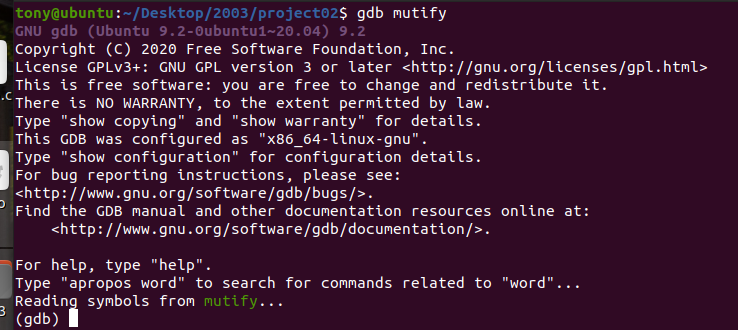 tony@ubuntu:~/Desktop/2003/project02$ gdb mutify
GNU gdb (Ubuntu 9.2-0ubuntu1~20.04) 9.2
Copyright (C) 2020 Free Software Foundation, Inc.
License GPLv3+: GNU GPL version 3 or later <http://gnu.org/licenses/gpl.html>
This is free software: you are free to change and redistribute it.
There is NO WARRANTY, to the extent permitted by law.
Type "show copying" and "show warranty" for details.
This GDB was configured as "x86_64-linux-gnu".
Type "show configuration" for configuration details.
For bug reporting instructions, please see:
<http://www.gnu.org/software/gdb/bugs/>.
Find the GDB manual and other documentation resources online at:
    <http://www.gnu.org/software/gdb/documentation/>.

For help, type "help".
Type "apropos word" to search for commands related to "word"...
Reading symbols from mutify...
(gdb)
.c
o
3